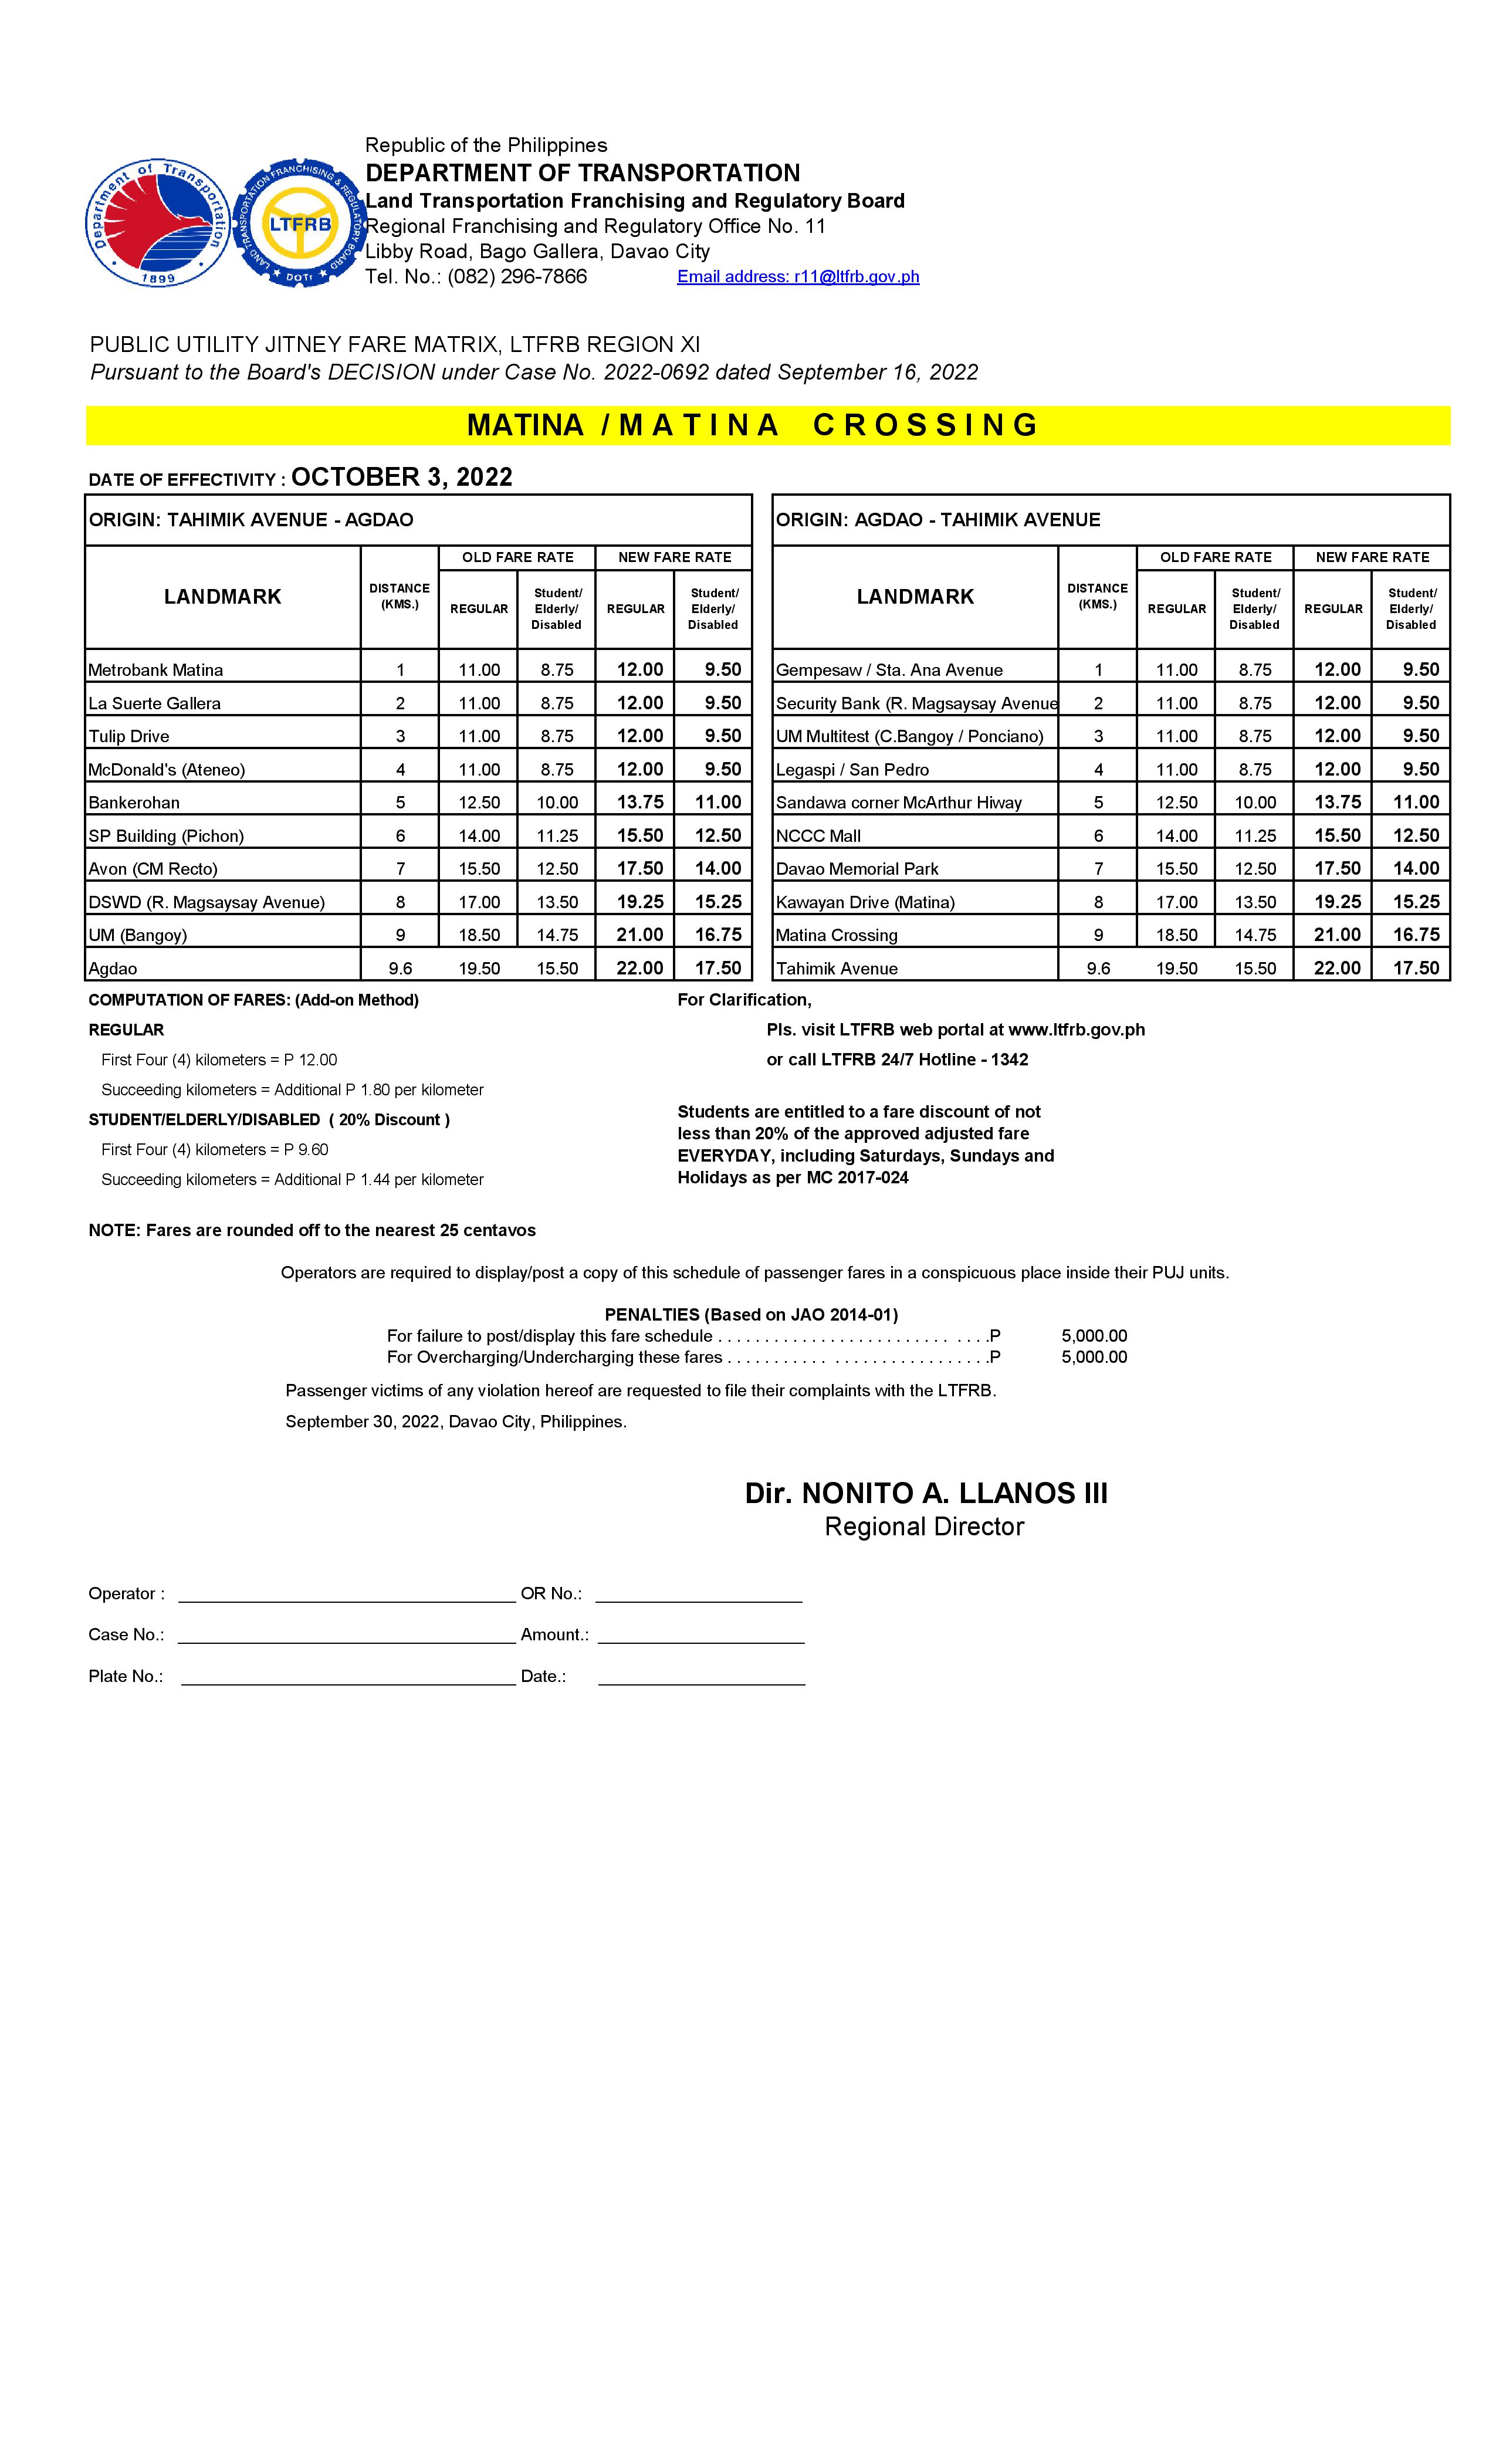 Department of Transportation
1899
LAND TRANSPORTATION FRANCHISING & REGULATORY BOARD
LTFRB
DOTr
Republic of the Philippines
DEPARTMENT OF TRANSPORTATION
Land Transportation Franchising and Regulatory Board
Regional Franchising and Regulatory Office No. 11
Libby Road, Bago Gallera, Davao City
Tel. No.: (082) 296-7866 Email address: r11@ltfrb.gov.ph
PUBLIC UTILITY JITNEY FARE MATRIX, LTFRB REGION XI
Pursuant to the Board's DECISION under Case No. 2022-0692 dated September 16, 2022
MATINA / M A T I N A C R O S S I N G
DATE OF EFFECTIVITY : OCTOBER 3, 2022
ORIGIN: TAHIMIK AVENUE - AGDAO
LANDMARK DISTANCE (KMS.) OLD FARE RATE NEW FARE RATE
REGULAR Student/ Elderly/ Disabled REGULAR Student/ Elderly/ Disabled
Metrobank Matina 1 11.00 8.75 12.00 9.50
La Suerte Gallera 2 11.00 8.75 12.00 9.50
Tulip Drive 3 11.00 8.75 12.00 9.50
McDonald's (Ateneo) 4 11.00 8.75 12.00 9.50
Bankerohan 5 12.50 10.00 13.75 11.00
SP Building (Pichon) 6 14.00 11.25 15.50 12.50
Avon (CM Recto) 7 15.50 12.50 17.50 14.00
DSWD (R. Magsaysay Avenue) 8 17.00 13.50 19.25 15.25
UM (Bangoy) 9 18.50 14.75 21.00 16.75
Agdao 9.6 19.50 15.50 22.00 17.50
ORIGIN: AGDAO - TAHIMIK AVENUE
LANDMARK DISTANCE (KMS.) OLD FARE RATE NEW FARE RATE
REGULAR Student/ Elderly/ Disabled REGULAR Student/ Elderly/ Disabled
Gempesaw / Sta. Ana Avenue 1 11.00 8.75 12.00 9.50
Security Bank (R. Magsaysay Avenue 2 11.00 8.75 12.00 9.50
UM Multitest (C.Bangoy / Ponciano) 3 11.00 8.75 12.00 9.50
Legaspi / San Pedro 4 11.00 8.75 12.00 9.50
Sandawa corner McArthur Hiway 5 12.50 10.00 13.75 11.00
NCCC Mall 6 14.00 11.25 15.50 12.50
Davao Memorial Park 7 15.50 12.50 17.50 14.00
Kawayan Drive (Matina) 8 17.00 13.50 19.25 15.25
Matina Crossing 9 18.50 14.75 21.00 16.75
Tahimik Avenue 9.6 19.50 15.50 22.00 17.50
COMPUTATION OF FARES: (Add-on Method)
REGULAR
First Four (4) kilometers = P 12.00
Succeeding kilometers = Additional P 1.80 per kilometer
STUDENT/ELDERLY/DISABLED ( 20% Discount )
First Four (4) kilometers = P 9.60
Succeeding kilometers = Additional P 1.44 per kilometer
For Clarification,
Pls. visit LTFRB web portal at www.ltfrb.gov.ph
or call LTFRB 24/7 Hotline - 1342
Students are entitled to a fare discount of not
less than 20% of the approved adjusted fare
EVERYDAY, including Saturdays, Sundays and
Holidays as per MC 2017-024
NOTE: Fares are rounded off to the nearest 25 centavos
Operators are required to display/post a copy of this schedule of passenger fares in a conspicuous place inside their PUJ units.
PENALTIES (Based on JAO 2014-01)
For failure to post/display this fare schedule . . . . . . . . . . . . . . . . . . . . . . . . . . . . .P 5,000.00
For Overcharging/Undercharging these fares . . . . . . . . . . . . . . . . . . . . . . . . . . . .P 5,000.00
Passenger victims of any violation hereof are requested to file their complaints with the LTFRB.
September 30, 2022, Davao City, Philippines.
Dir. NONITO A. LLANOS III
Regional Director
Operator : OR No.:
Case No.: Amount.:
Plate No.: Date.: